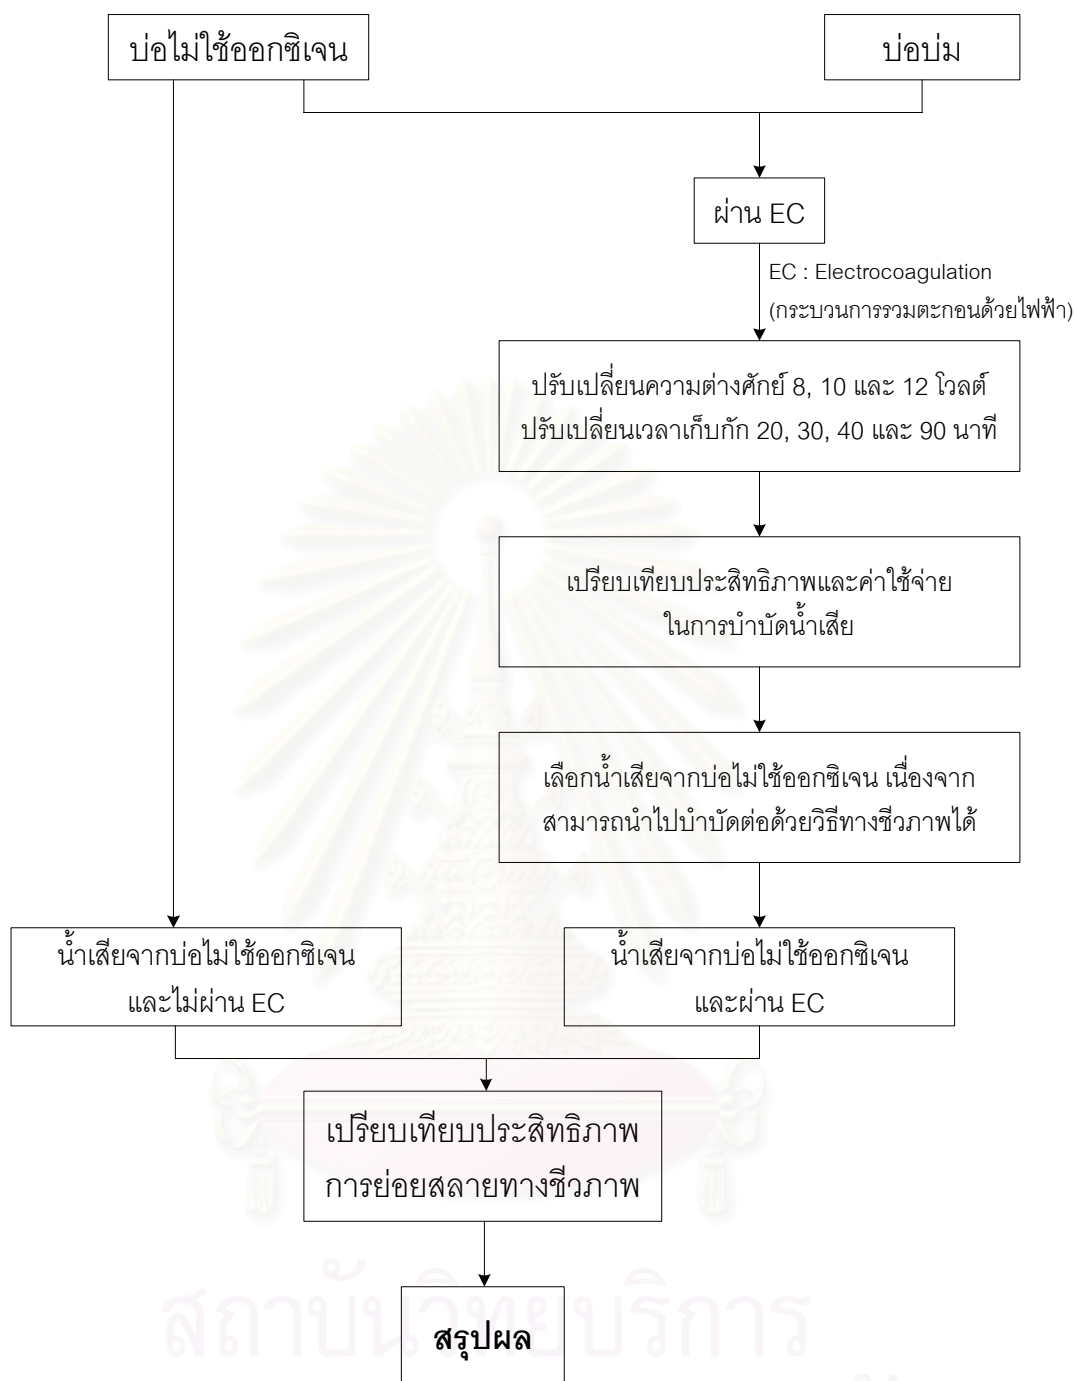 บ่อไม่ใช้ออกซิเจน
บ่อบ่ม
ผ่าน EC
EC : Electrocoagulation
(กระบวนการรวมตะกอนด้วยไฟฟ้า)
ปรับเปลี่ยนความต่างศักย์ 8, 10 และ 12 โวลต์
ปรับเปลี่ยนเวลาเก็บกัก 20, 30, 40 และ 90 นาที
เปรียบเทียบประสิทธิภาพและค่าใช้จ่าย
ในการบำบัดน้ำเสีย
เลือกน้ำเสียจากบ่อไม่ใช้ออกซิเจน เนื่องจาก
สามารถนำไปบำบัดต่อด้วยวิธีทางชีวภาพได้
น้ำเสียจากบ่อไม่ใช้ออกซิเจน
และไม่ผ่าน EC
น้ำเสียจากบ่อไม่ใช้ออกซิเจน
และผ่าน EC
เปรียบเทียบประสิทธิภาพ
การย่อยสลายทางชีวภาพ
สรุปผล
สถาบันวิทยบริการ